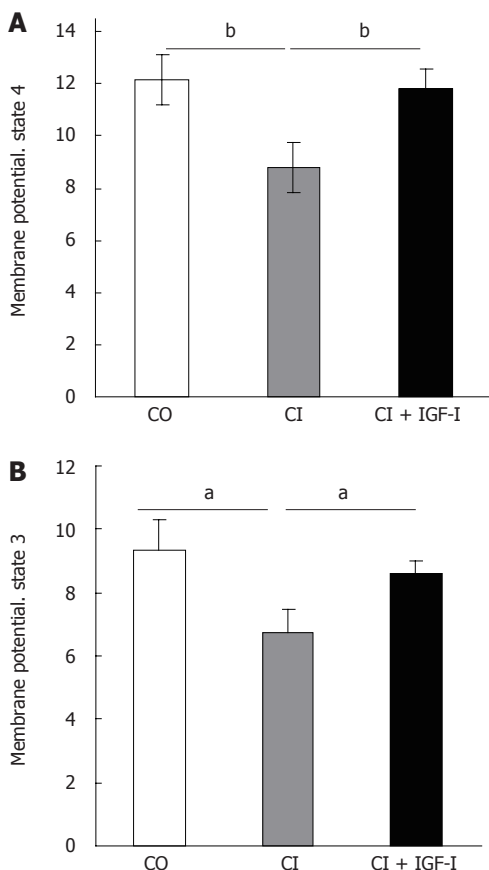 A
Membrane potential. state 4
14
12
10
8
6
4
2
0
b
b
CO
CI
CI + IGF-I
B
Membrane potential. state 3
12
10
8
6
4
2
0
a
a
CO
CI
CI + IGF-I